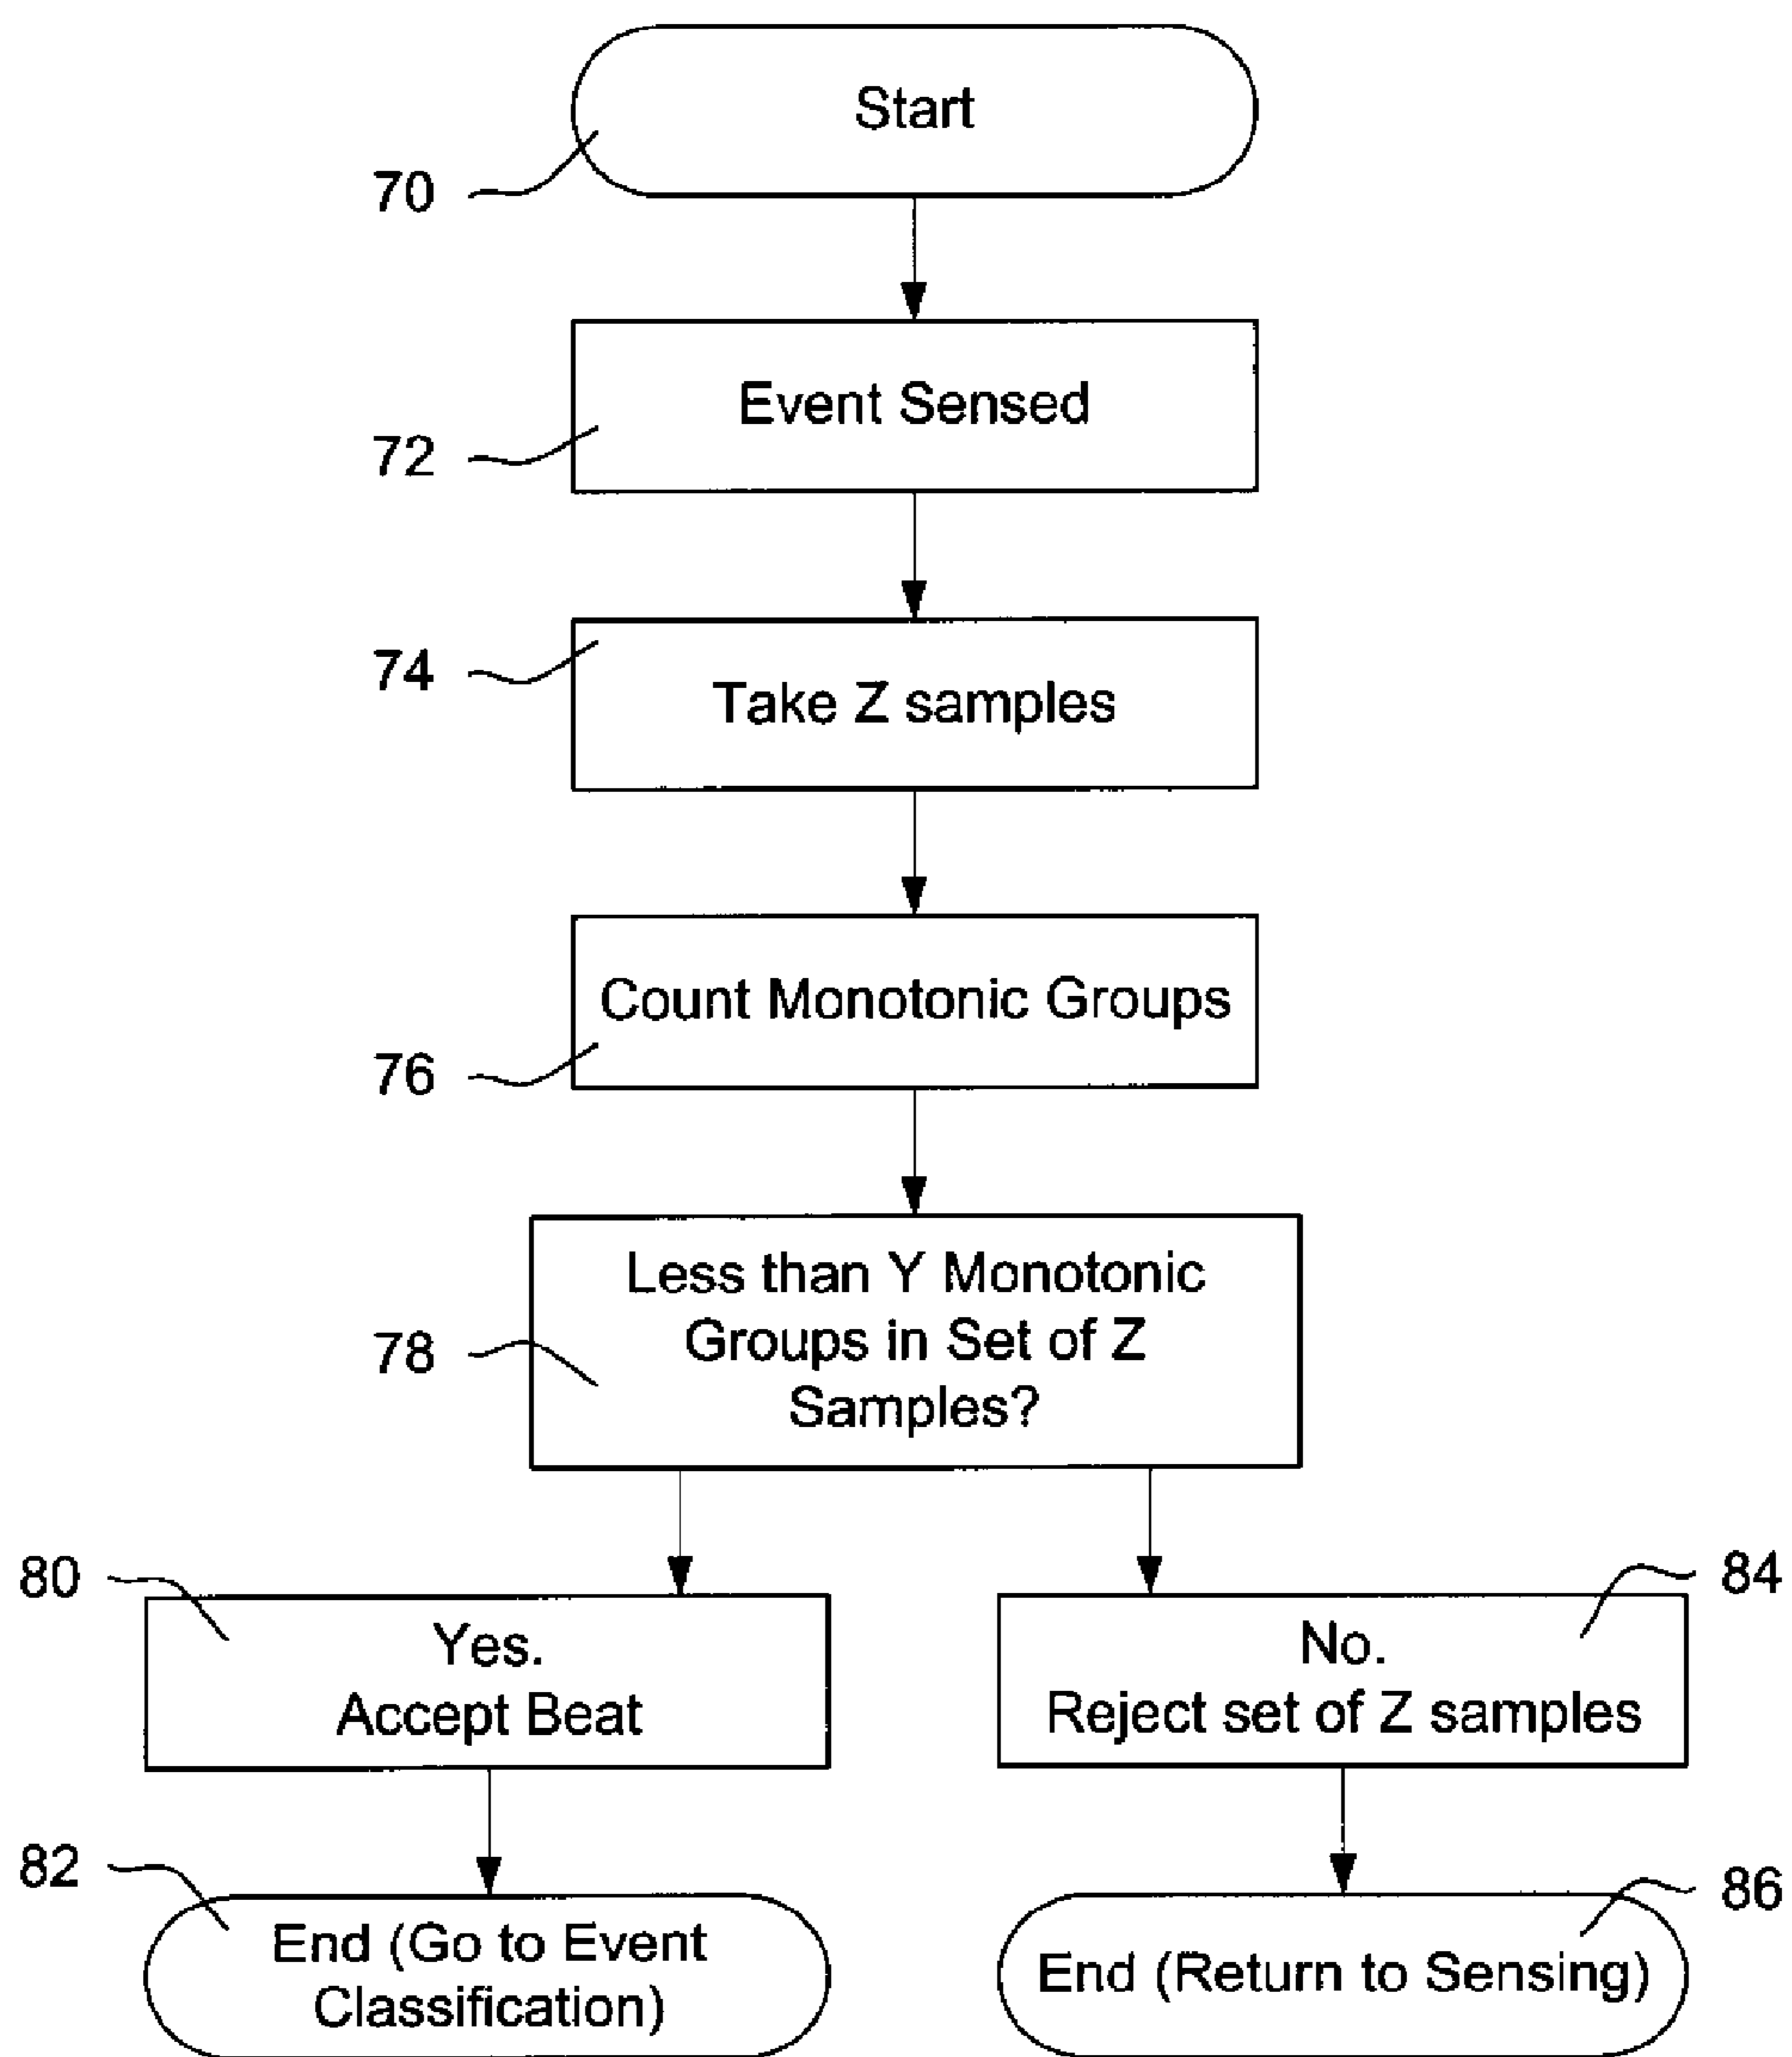 Start
70
Event Sensed
72
74
Take Z samples
Count Monotonic Groups
76
Less than Y Monotonic
Groups in Set of Z
Samples?
78
80
Yes.
Accept Beat
84
No.
Reject set of Z samples
82
End (Go to Event
Classification)
86
End (Return to Sensing)